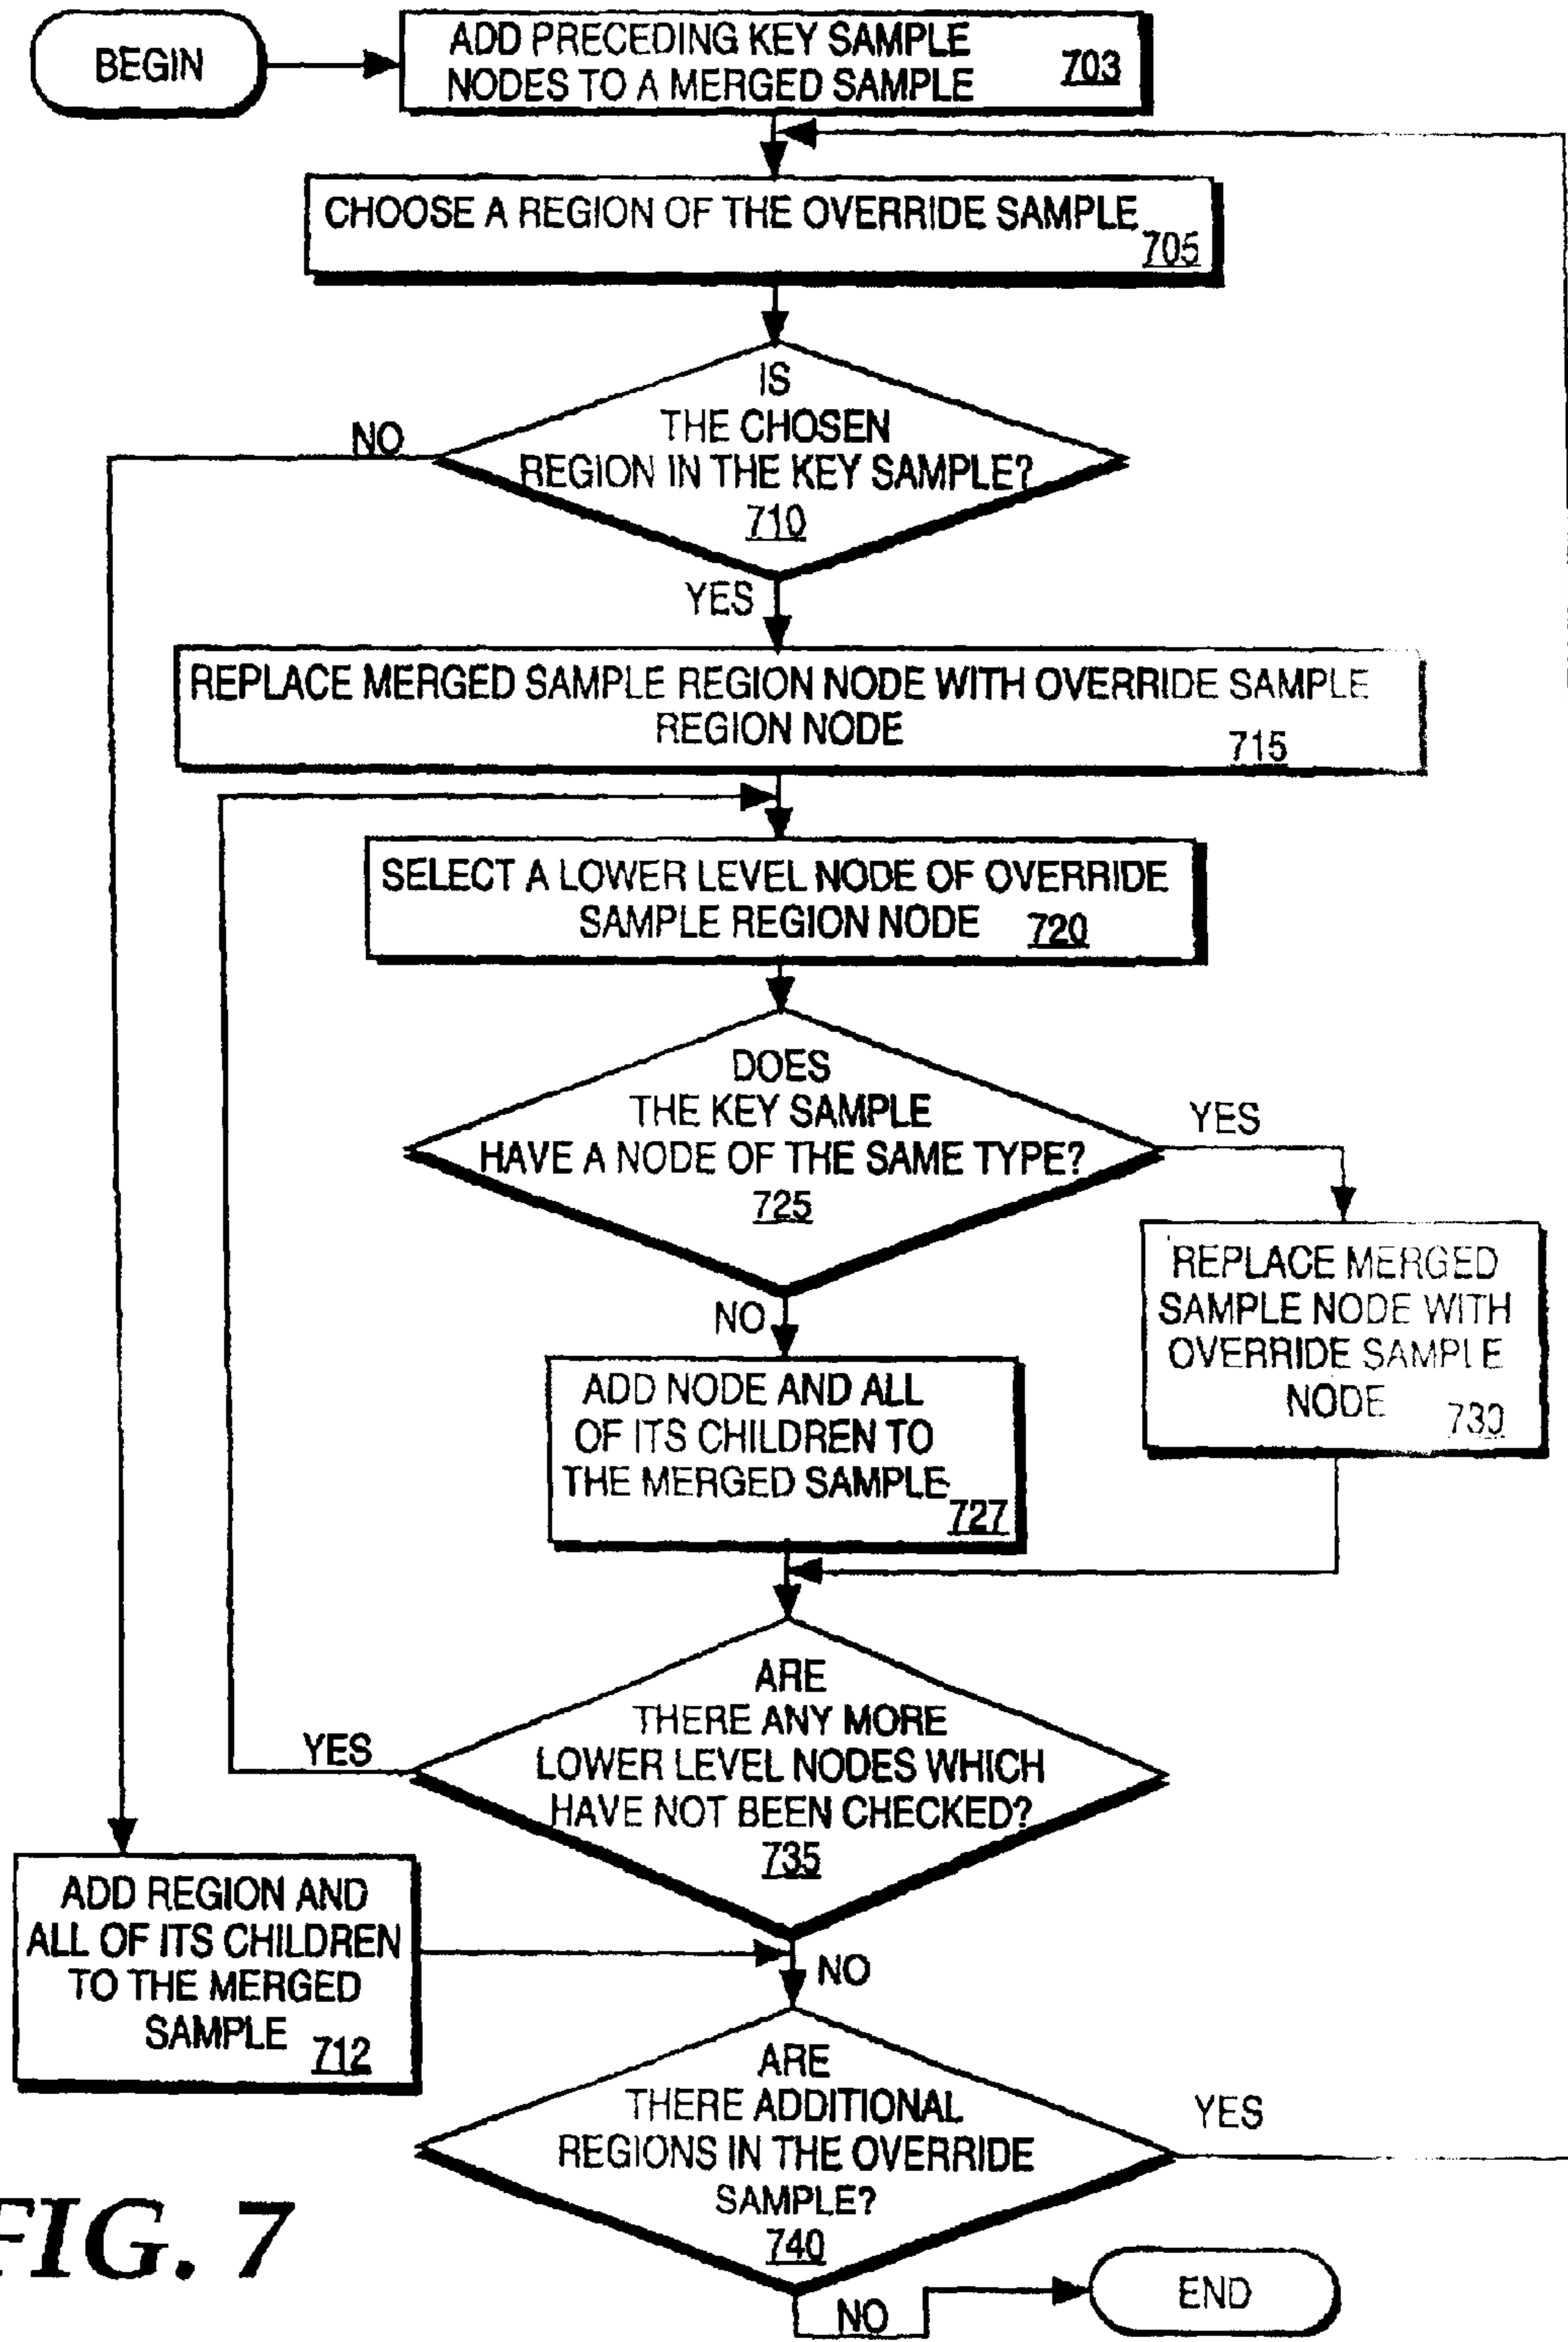 BEGIN
ADD PRECEDING KEY SAMPLE
NODES TO A MERGED SAMPLE
703
CHOOSE A REGION OF THE OVERRIDE SAMPLE
705
IS
THE CHOSEN
REGION IN THE KEY SAMPLE?
710
NO
YES
REPLACE MERGED SAMPLE REGION NODE WITH OVERRIDE SAMPLE
REGION NODE
715
SELECT A LOWER LEVEL NODE OF OVERRIDE
SAMPLE REGION NODE 720
DOES
THE KEY SAMPLE
HAVE A NODE OF THE SAME TYPE?
725
YES
NO
REPLACE MERGED
SAMPLE NODE WITH
OVERRIDE SAMPLE
NODE 730
ADD NODE AND ALL
OF ITS CHILDREN TO
THE MERGED SAMPLE
727
ARE
THERE ANY MORE
LOWER LEVEL NODES WHICH
HAVE NOT BEEN CHECKED?
735
YES
NO
ADD REGION AND
ALL OF ITS CHILDREN
TO THE MERGED
SAMPLE 712
ARE
THERE ADDITIONAL
REGIONS IN THE OVERRIDE
SAMPLE?
740
YES
NO
END
FIG. 7